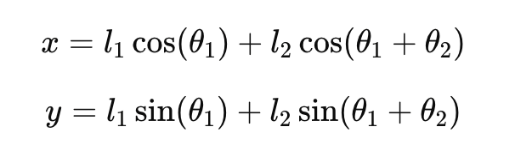 x = l₁ cos(θ₁) + l₂ cos(θ₁ + θ₂)
y = l₁ sin(θ₁) + l₂ sin(θ₁ + θ₂)